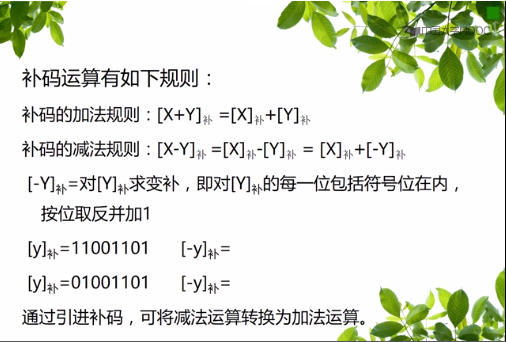 补码运算有如下规则：
补码的加法规则：[X+Y]补 =[X]补+[Y]补
补码的减法规则：[X-Y]补 =[X]补-[Y]补 = [X]补+[-Y]补
[-Y]补=对[Y]补求变补，即对[Y]补的每一位包括符号位在内，
按位取反并加1
[y]补=11001101 [-y]补=
[y]补=01001101 [-y]补=
通过引进补码，可将减法运算转换为加法运算。